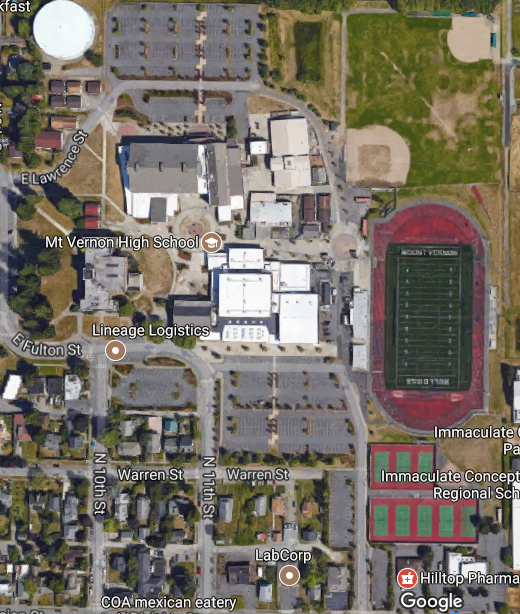 kfast
E Lawrence St
Mt Vernon High School
MOUNT VERNON
Lineage Logistics
E Fulton St
BULLDOGS
Immaculate C
Pa
Warren St
Warren St
Immaculate Concept
Regional Sch
N 10th St
N 11th St
LabCorp
Hilltop Pharma
COA mexican eatery
Google